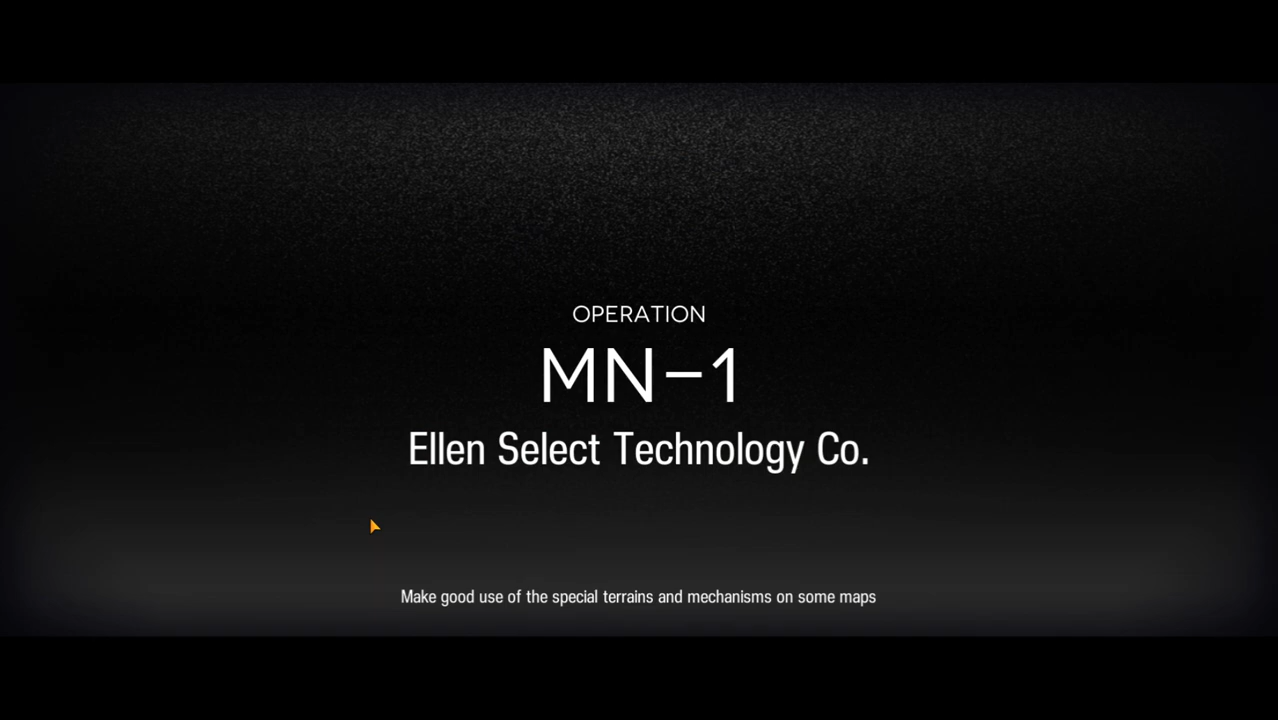 OPERATION
MN-1
Ellen Select Technology Co.
Make good use of the special terrains and mechanisms on some maps